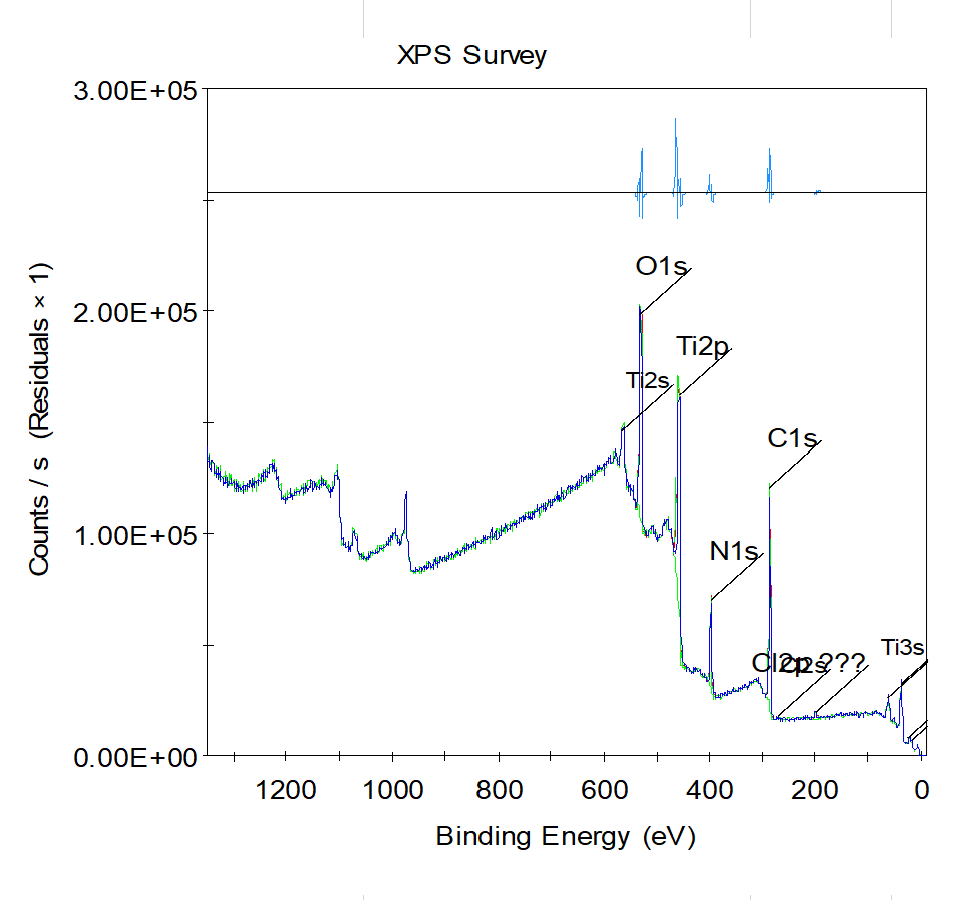 XPS Survey
3.00E+05
O1s
Ti2p
2.00E+05
Ti2s
C1s
Counts / s (Residuals × 1)
1.00E+05
N1s
Ti3s
Cl2p ???
0.00E+00
1200 1000 800 600 400 200 0
Binding Energy (eV)